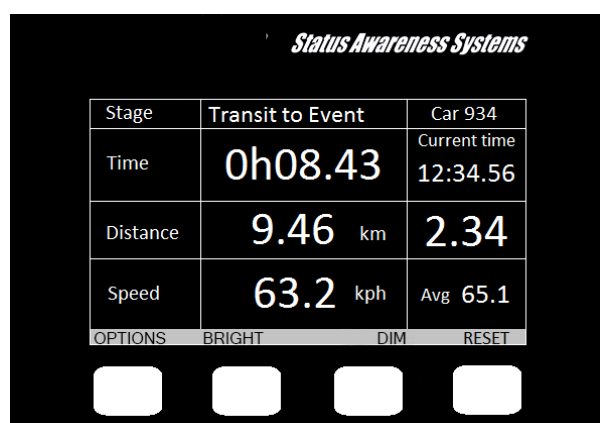 Status Awareness Systems
Stage Transit to Event Car 934
Time 0h08.43 Current time 12:34.56
Distance 9.46 km 2.34
Speed 63.2 kph Avg 65.1
OPTIONS BRIGHT DIM RESET